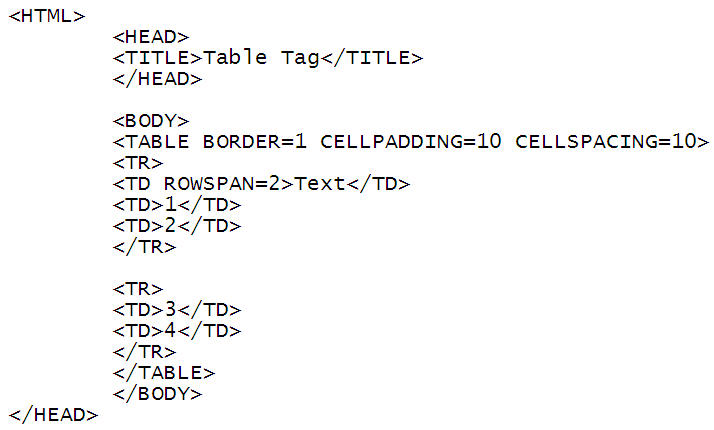 <HTML>
<HEAD>
<TITLE>Table Tag</TITLE>
</HEAD>
<BODY>
<TABLE BORDER=1 CELLPADDING=10 CELLSPACING=10>
<TR>
<TD ROWSPAN=2>Text</TD>
<TD>1</TD>
<TD>2</TD>
</TR>
<TR>
<TD>3</TD>
<TD>4</TD>
</TR>
</TABLE>
</BODY>
</HEAD>